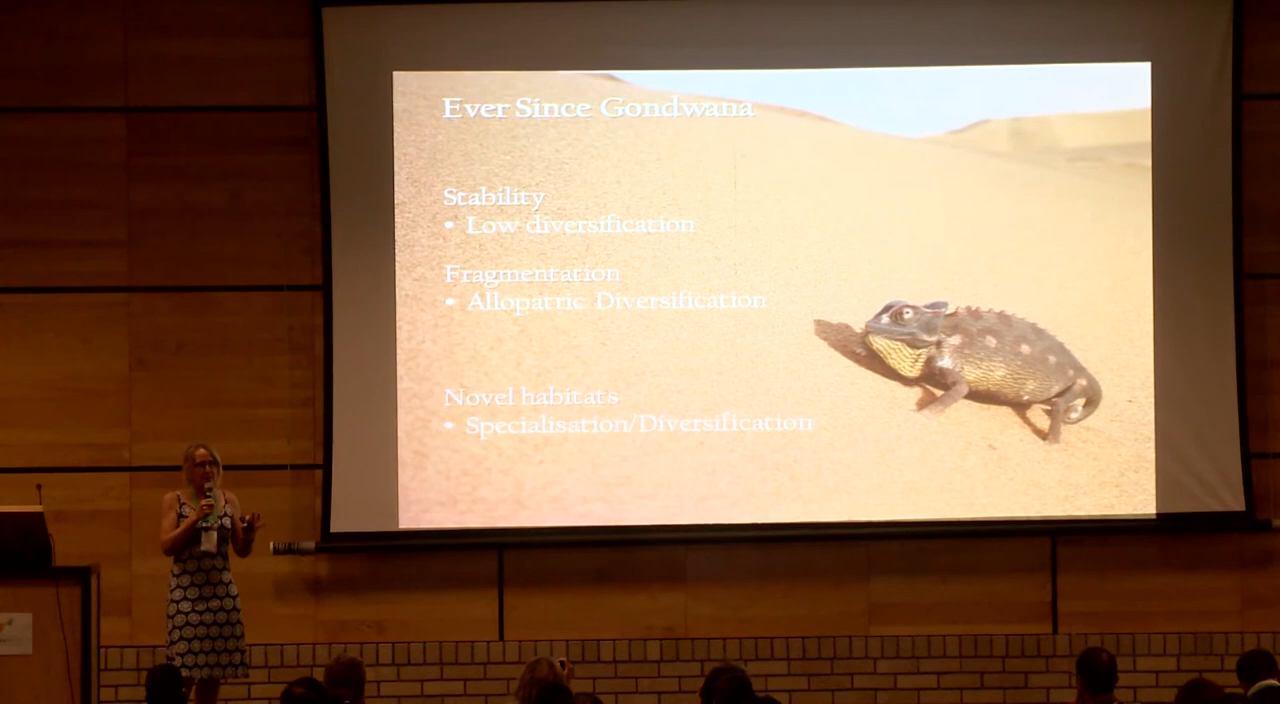 Ever Since Gondwana
Stability
• Low diversification
Fragmentation
• Allopatric Diversification
Novel habitats
• Specialisation/Diversification